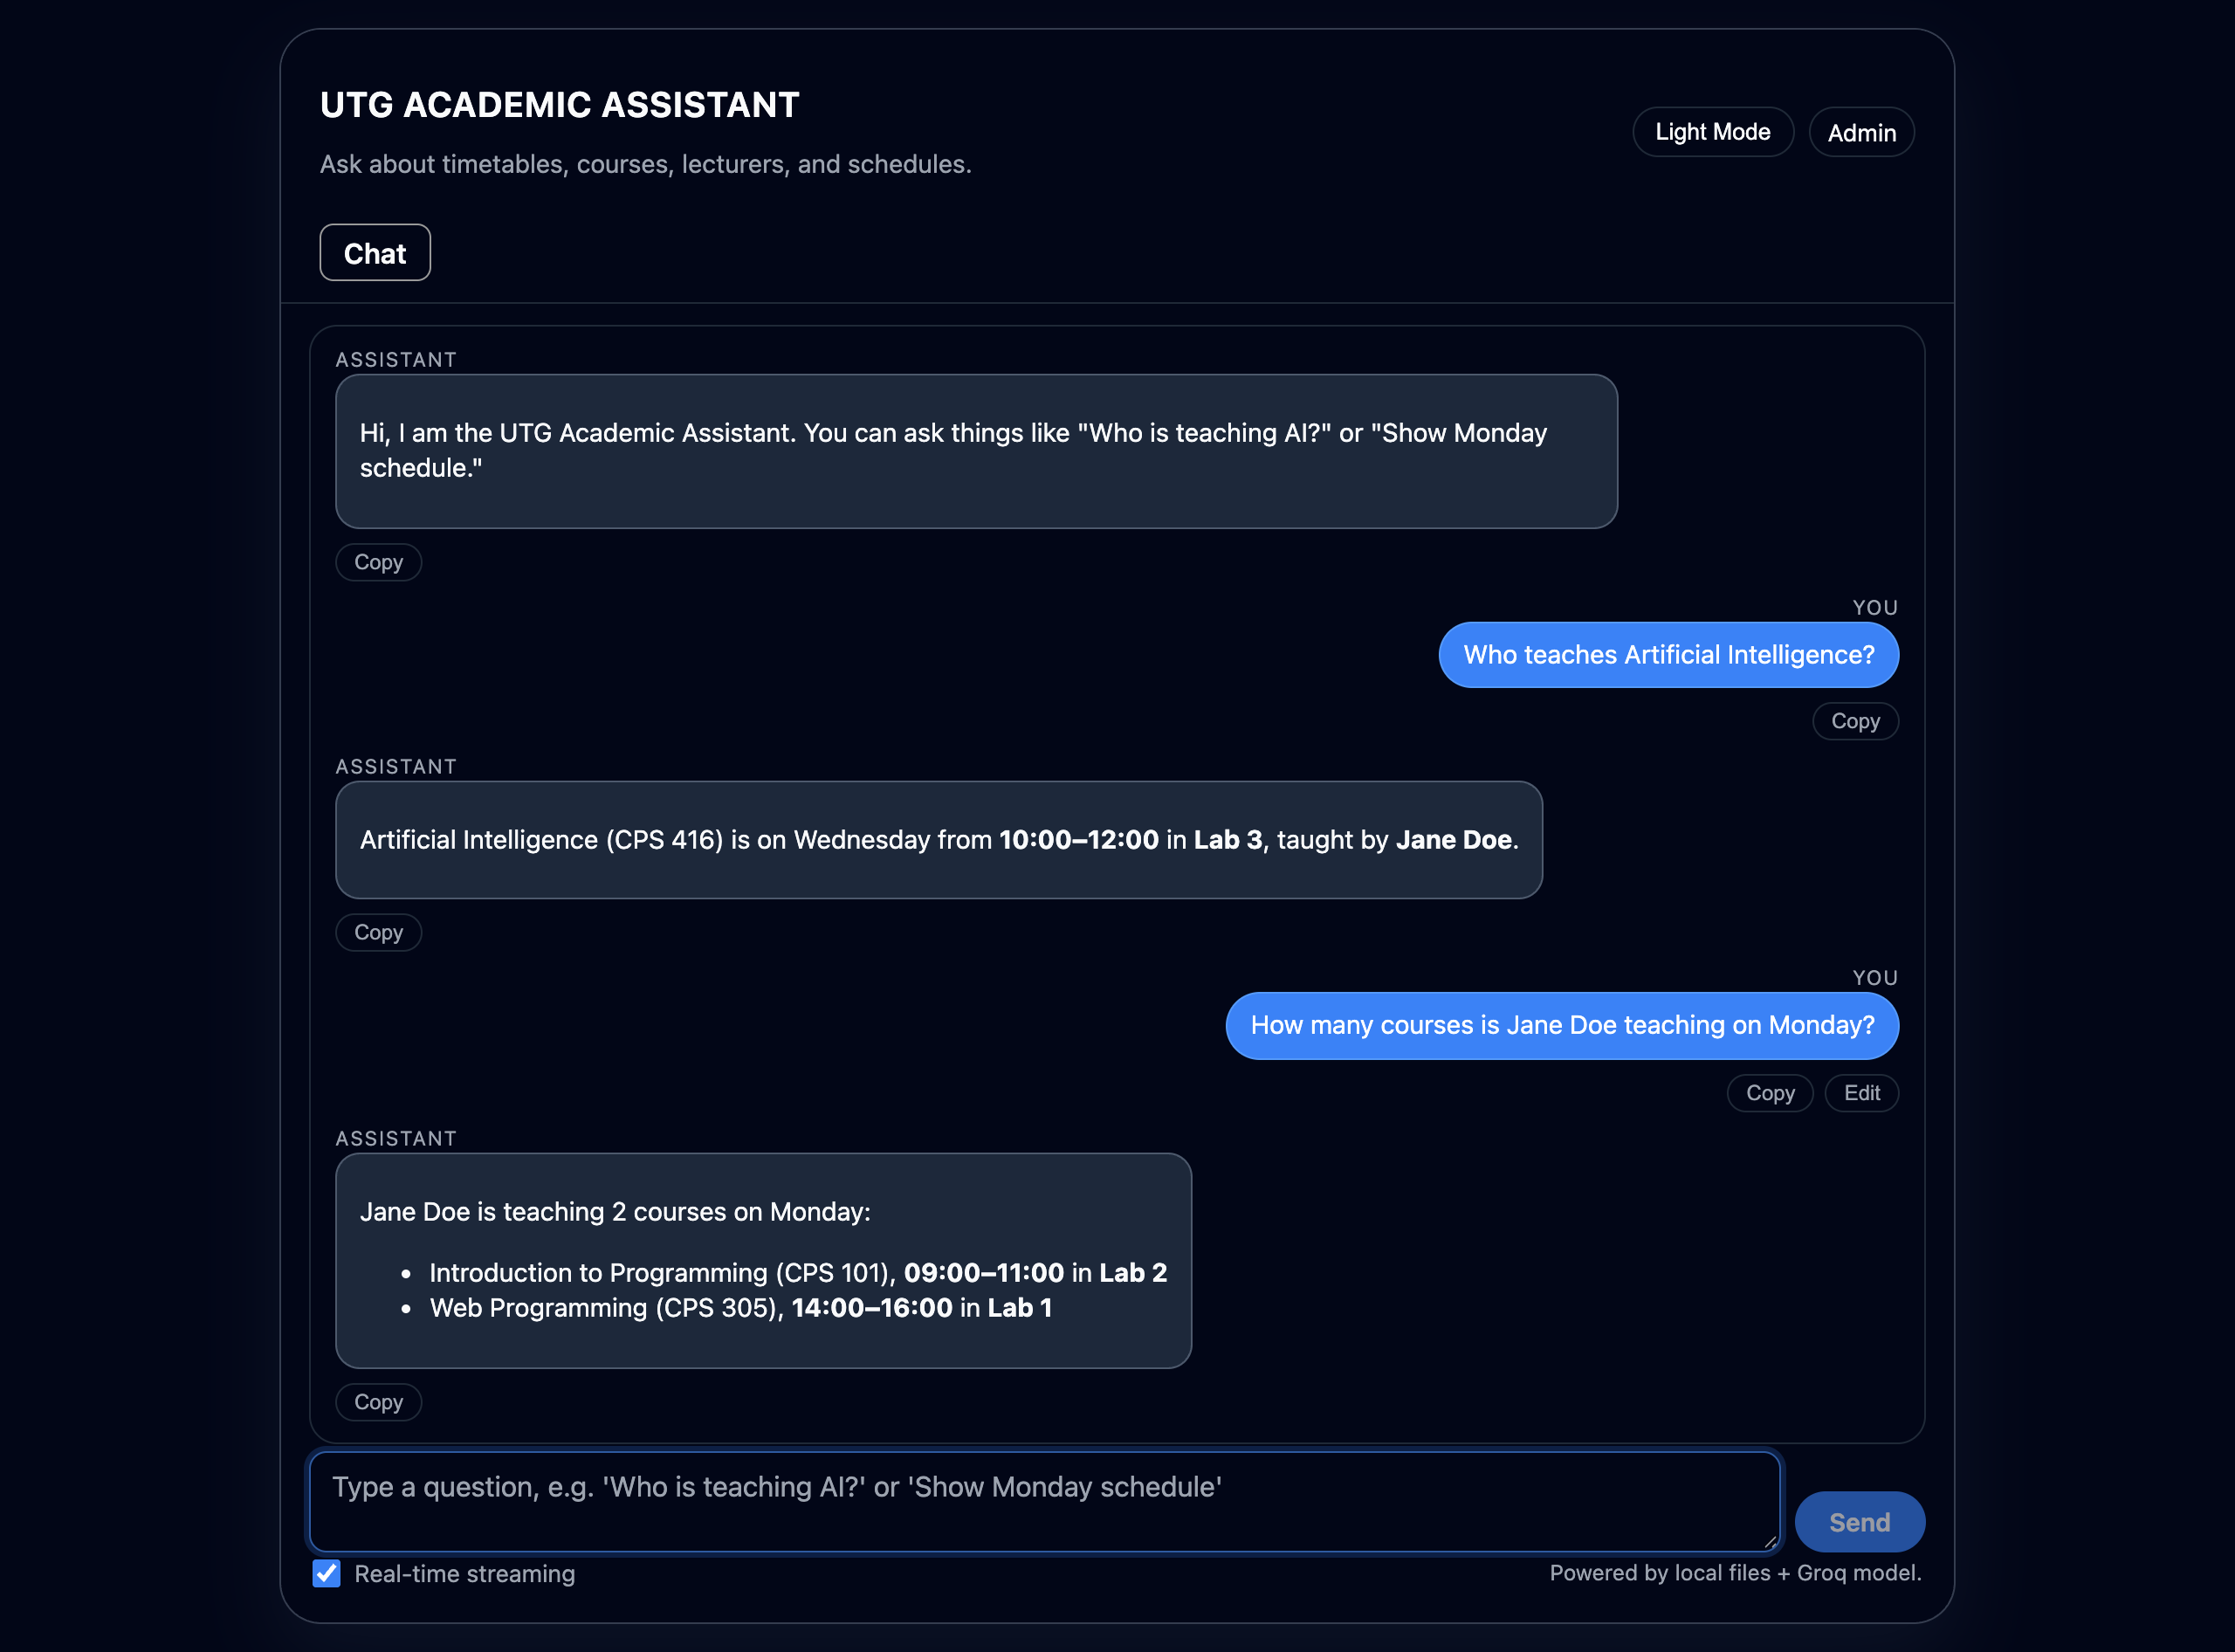 UTG ACADEMIC ASSISTANT
Ask about timetables, courses, lecturers, and schedules.
Light Mode
Admin
Chat
ASSISTANT
Hi, I am the UTG Academic Assistant. You can ask things like "Who is teaching AI?" or "Show Monday
schedule."
Copy
YOU
Who teaches Artificial Intelligence?
Copy
ASSISTANT
Artificial Intelligence (CPS 416) is on Wednesday from 10:00–12:00 in Lab 3, taught by Jane Doe.
Copy
YOU
How many courses is Jane Doe teaching on Monday?
Copy
Edit
ASSISTANT
Jane Doe is teaching 2 courses on Monday:
• Introduction to Programming (CPS 101), 09:00–11:00 in Lab 2
• Web Programming (CPS 305), 14:00–16:00 in Lab 1
Copy
Type a question, e.g. 'Who is teaching AI?' or 'Show Monday schedule'
Send
Real-time streaming
Powered by local files + Groq model.